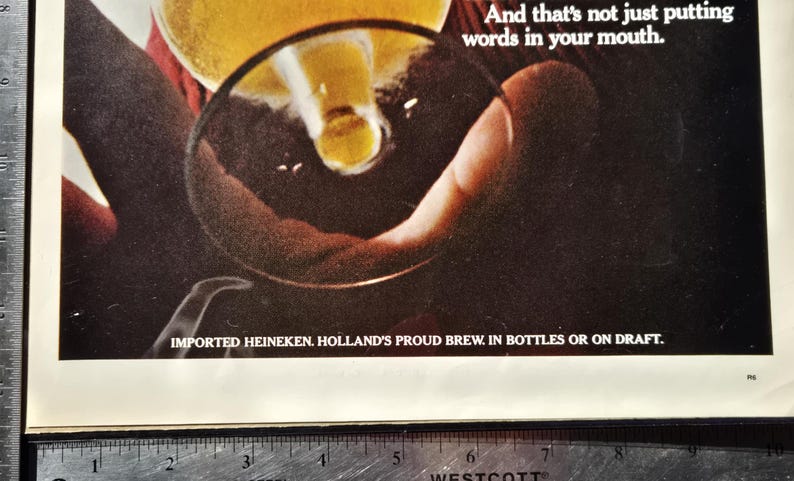 And that's not just putting
words in your mouth.
IMPORTED HEINEKEN. HOLLAND'S PROUD BREW. IN BOTTLES OR ON DRAFT.
R6
1 2 3 4 5 6 7 8 9 10
WESTCOTT®